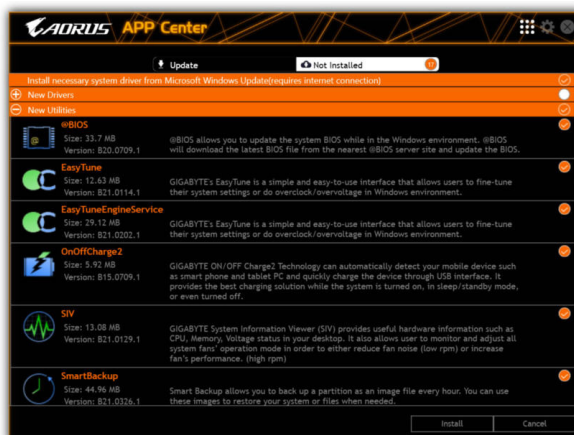 AORUS APP Center
Update
Not Installed
17
Install necessary system driver from Microsoft Windows Update(requires internet connection)
New Drivers
New Utilities
@BIOS
Size: 33.7 MB
Version: B20.0709.1
@BIOS allows you to update the system BIOS while in the Windows environment. @BIOS
will download the latest BIOS file from the nearest @BIOS server site and update the BIOS.
EasyTune
Size: 12.63 MB
Version: B21.0114.1
GIGABYTE's EasyTune is a simple and easy-to-use interface that allows users to fine-tune
their system settings or do overclock/overvoltage in Windows environment.
EasyTuneEngineService
Size: 29.12 MB
Version: B21.0202.1
GIGABYTE's EasyTune is a simple and easy-to-use interface that allows users to fine-tune
their system settings or do overclock/overvoltage in Windows environment.
OnOffCharge2
Size: 5.92 MB
Version: B15.0709.1
GIGABYTE ON/OFF Charge2 Technology can automatically detect your mobile device such
as smart phone and tablet PC and quickly charge the device through USB interface. It
provides the best charging solution while the system is turned on, in sleep/standby mode,
or even turned off.
SIV
Size: 13.08 MB
Version: B21.0129.1
GIGABYTE System Information Viewer (SIV) provides useful hardware information such as
CPU, Memory, Voltage status in your desktop. It also allows user to monitor and adjust all
system fans' operation mode in order to either reduce fan noise (low rpm) or increase
fan's performance. (high rpm)
SmartBackup
Size: 44.96 MB
Version: B21.0326.1
Smart Backup allows you to back up a partition as an image file every hour. You can use
these images to restore your system or files when needed.
Install
Cancel